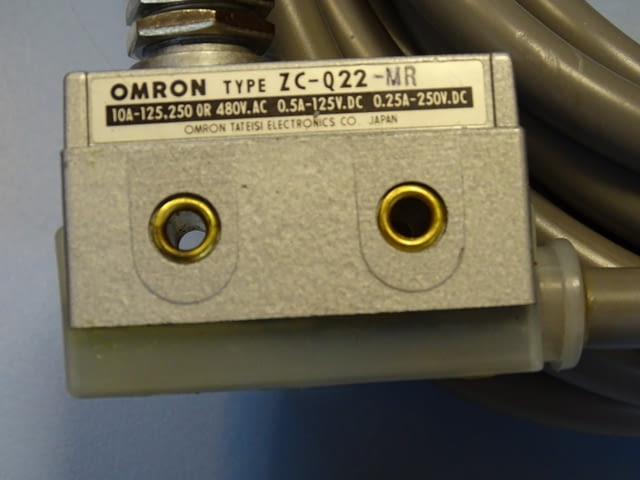 OMRON TYPE ZC-Q22-MR
10A-125.250 OR 480V.AC 0.5A-125V.DC 0.25A-250V.DC
OMRON TATEISI ELECTRONICS CO. JAPAN